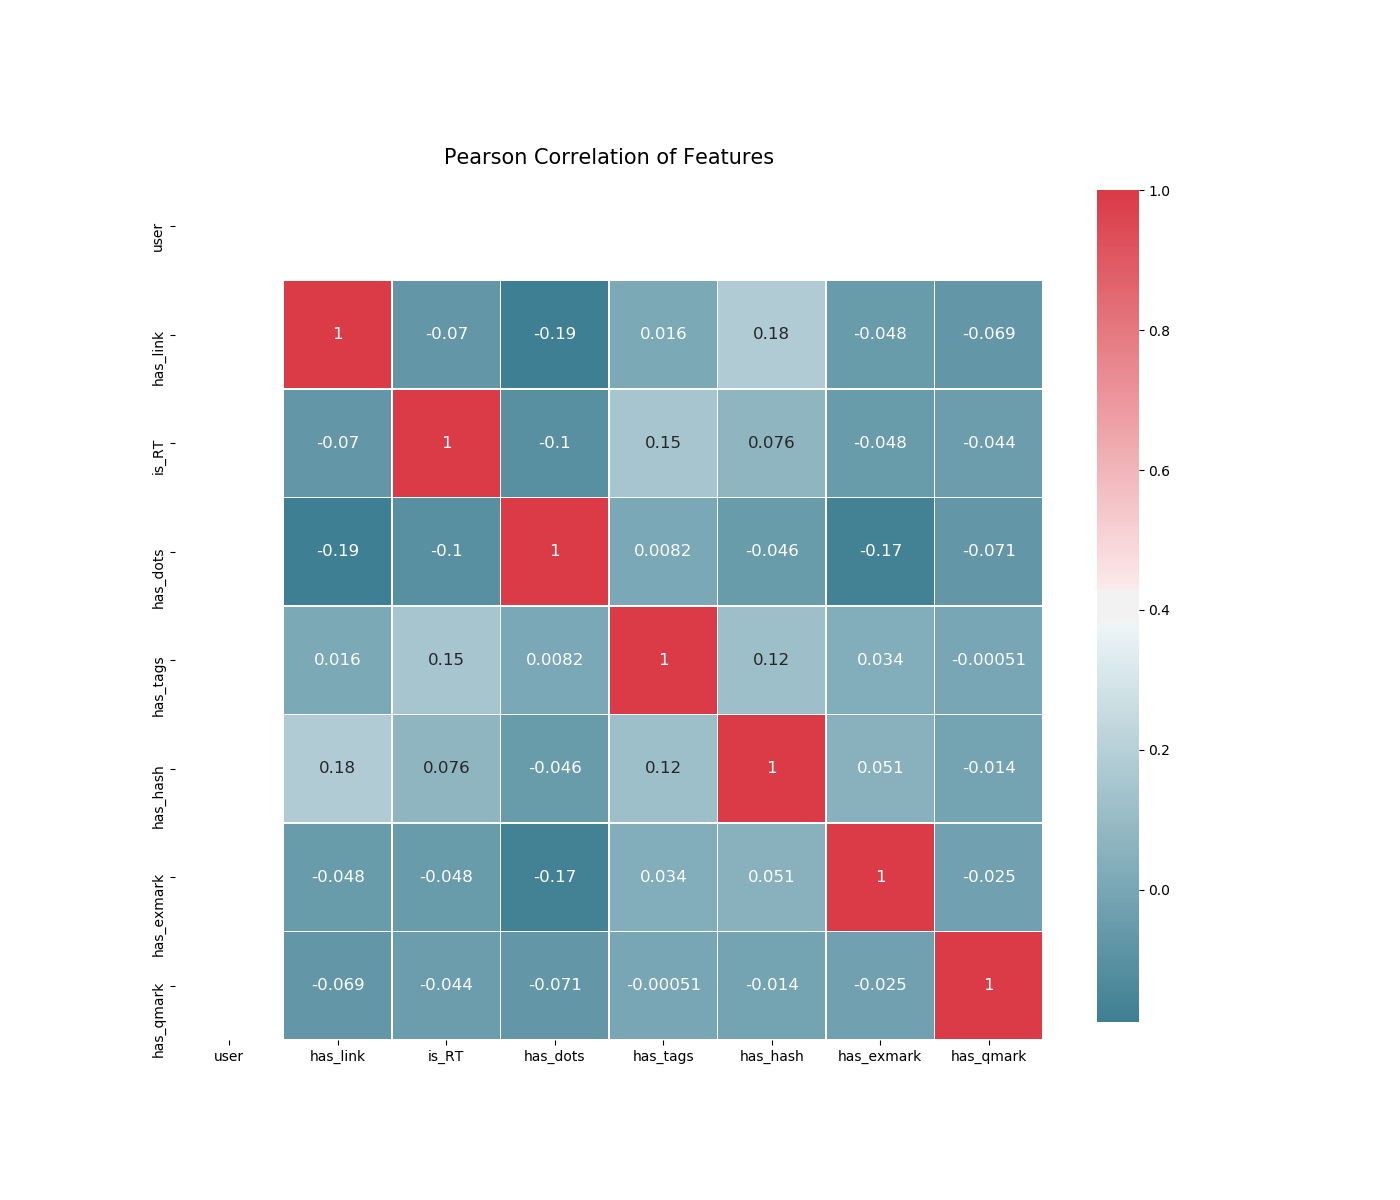 Pearson Correlation of Features
user
has_link 1 -0.07 -0.19 0.016 0.18 -0.048 -0.069
is_RT -0.07 1 -0.1 0.15 0.076 -0.048 -0.044
has_dots -0.19 -0.1 1 0.0082 -0.046 -0.17 -0.071
has_tags 0.016 0.15 0.0082 1 0.12 0.034 -0.00051
has_hash 0.18 0.076 -0.046 0.12 1 0.051 -0.014
has_exmark -0.048 -0.048 -0.17 0.034 0.051 1 -0.025
has_qmark -0.069 -0.044 -0.071 -0.00051 -0.014 -0.025 1
user has_link is_RT has_dots has_tags has_hash has_exmark has_qmark
1.0
0.8
0.6
0.4
0.2
0.0